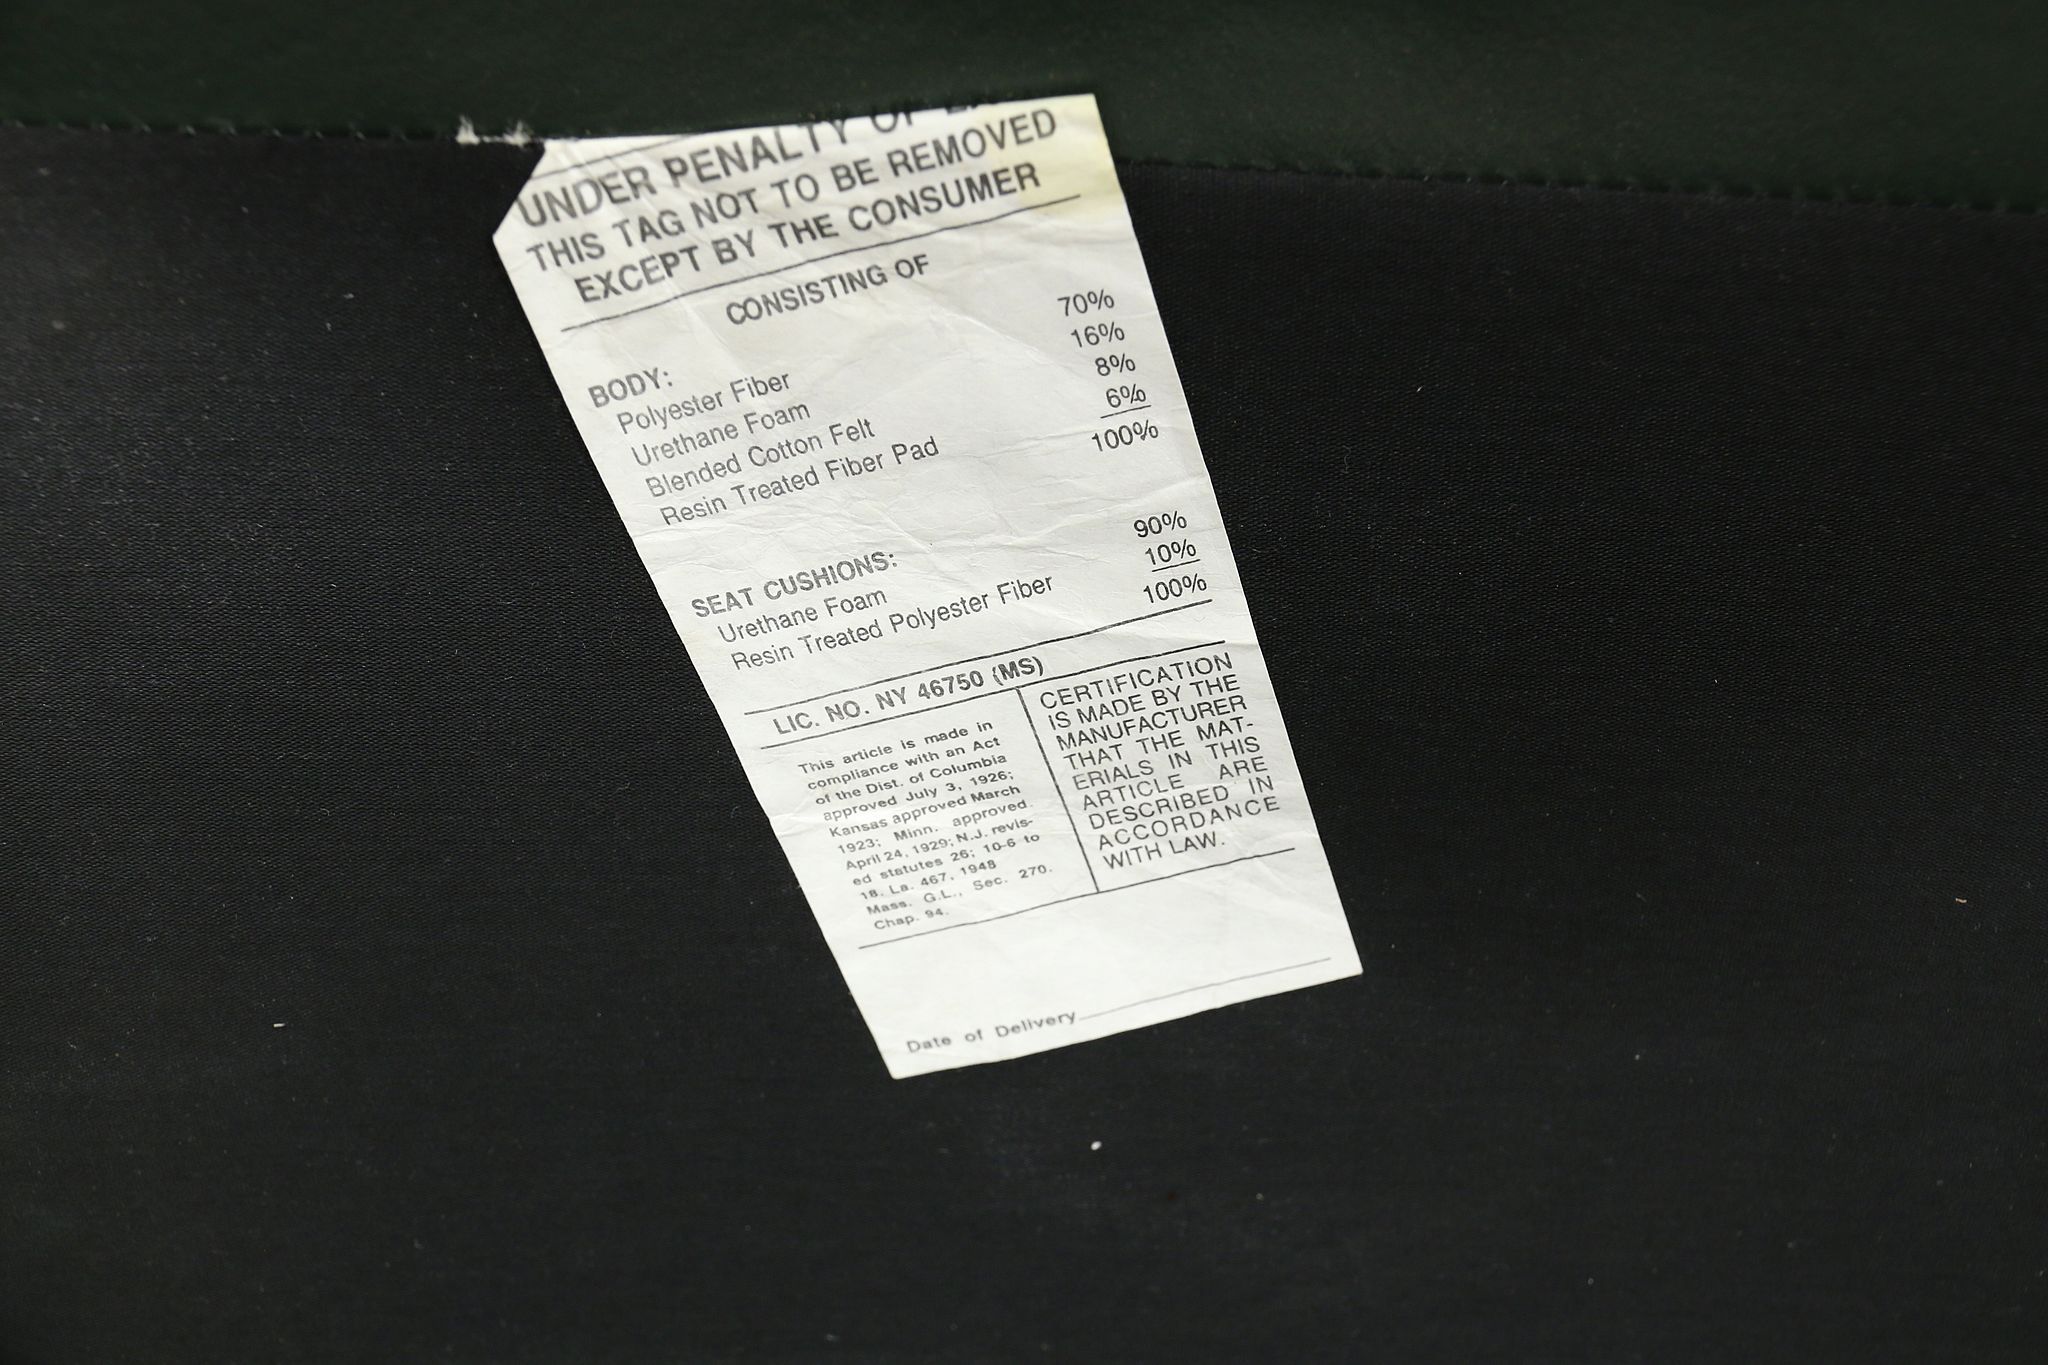 UNDER PENALTY OF
THIS TAG NOT TO BE REMOVED
EXCEPT BY THE CONSUMER
CONSISTING OF
BODY:
Polyester Fiber 70%
Urethane Foam 16%
Blended Cotton Felt 8%
Resin Treated Fiber Pad 6%
100%
SEAT CUSHIONS:
Urethane Foam 90%
Resin Treated Polyester Fiber 10%
100%
LIC. NO. NY 46750 (MS)
This article is made in
compliance with an Act
of the Dist. of Columbia
approved July 3, 1926;
Kansas approved March
1923; Minn. approved.
April 24, 1929; N.J. revis-
ed statutes 26; 10-6 to
18. La. 467, 1948
Mass. G.L., Sec. 270.
Chap. 94.
CERTIFICATION
IS MADE BY THE
MANUFACTURER
THAT THE MAT-
ERIALS IN THIS
ARTICLE ARE
DESCRIBED IN
ACCORDANCE
WITH LAW.
Date of Delivery